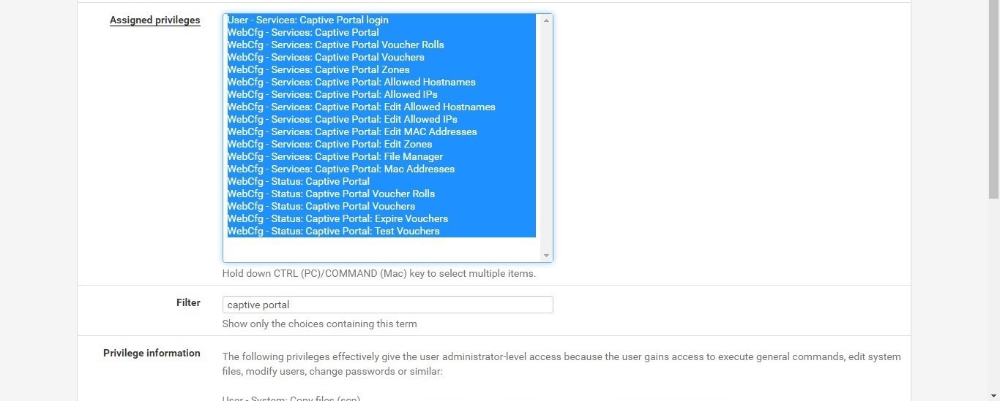 Assigned privileges
User - Services: Captive Portal login
WebCfg - Services: Captive Portal
WebCfg - Services: Captive Portal Voucher Rolls
WebCfg - Services: Captive Portal Vouchers
WebCfg - Services: Captive Portal Zones
WebCfg - Services: Captive Portal: Allowed Hostnames
WebCfg - Services: Captive Portal: Allowed IPs
WebCfg - Services: Captive Portal: Edit Allowed Hostnames
WebCfg - Services: Captive Portal: Edit Allowed IPs
WebCfg - Services: Captive Portal: Edit MAC Addresses
WebCfg - Services: Captive Portal: Edit Zones
WebCfg - Services: Captive Portal: File Manager
WebCfg - Services: Captive Portal: Mac Addresses
WebCfg - Status: Captive Portal
WebCfg - Status: Captive Portal Voucher Rolls
WebCfg - Status: Captive Portal Vouchers
WebCfg - Status: Captive Portal: Expire Vouchers
WebCfg - Status: Captive Portal: Test Vouchers
Hold down CTRL (PC)/COMMAND (Mac) key to select multiple items.
Filter
captive portal
Show only the choices containing this term
Privilege information
The following privileges effectively give the user administrator-level access because the user gains access to execute general commands, edit system
files, modify users, change passwords or similar:
User - System: Copy files (scp)